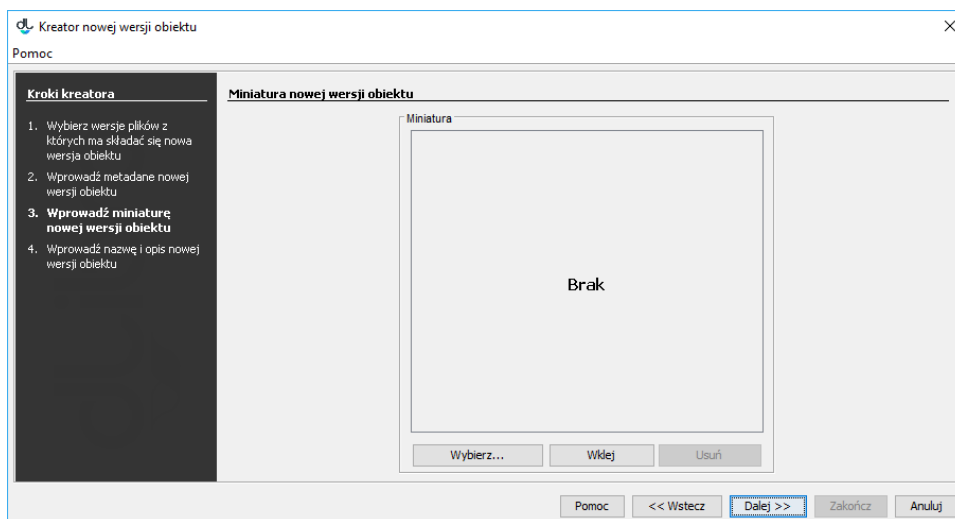 Kreator nowej wersji obiektu
Pomoc
Kroki kreatora
1. Wybierz wersje plików z
których ma składać się nowa
wersja obiektu
2. Wprowadź metadane nowej
wersji obiektu
3. Wprowadź miniaturę
nowej wersji obiektu
4. Wprowadź nazwę i opis nowej
wersji obiektu
Miniatura nowej wersji obiektu
Miniatura
Brak
Wybierz... Wklej Usuń
Pomoc << Wstecz Dalej >> Zakończ Anuluj